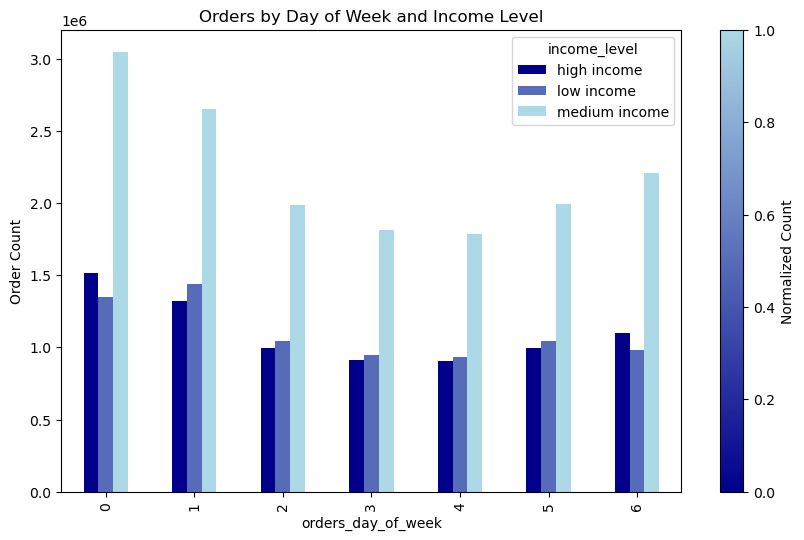 Orders by Day of Week and Income Level
1e6
3.0
2.5
2.0
1.5
1.0
0.5
0.0
Order Count
income_level
high income
low income
medium income
0
1
2
3
4
5
6
orders_day_of_week
1.0
0.8
0.6
0.4
0.2
0.0
Normalized Count